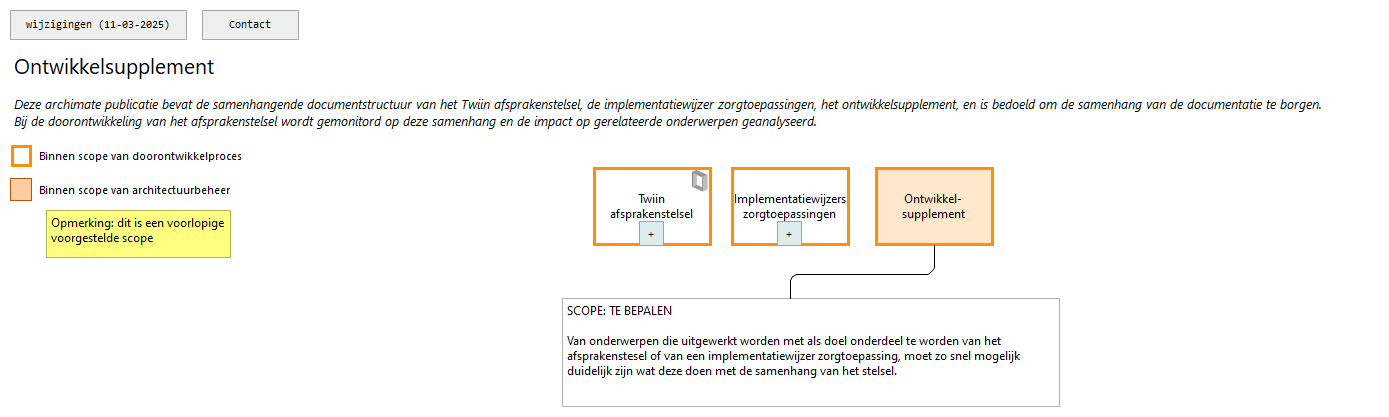 wijzigingen (11-03-2025)
Contact
Ontwikkelsupplement
Deze archimate publicatie bevat de samenhangende documentstructuur van het Twiin afsprakenstelsel, de implementatiewijzer zorgtoepassingen, het ontwikkelsupplement, en is bedoeld om de samenhang van de documentatie te borgen.
Bij de doorontwikkeling van het afsprakenstelsel wordt gemonitord op deze samenhang en de impact op gerelateerde onderwerpen geanalyseerd.
Binnen scope van doorontwikkelproces
Binnen scope van architectuurbeheer
Opmerking: dit is een voorlopige
voorgestelde scope
Twiin
afsprakenstelsel
+
Implementatiewijzers
zorgtoepassingen
+
Ontwikkel-
supplement
SCOPE: TE BEPALEN
Van onderwerpen die uitgewerkt worden met als doel onderdeel te worden van het
afsprakenstesel of van een implementatiewijzer zorgtoepassing, moet zo snel mogelijk
duidelijk zijn wat deze doen met de samenhang van het stelsel.